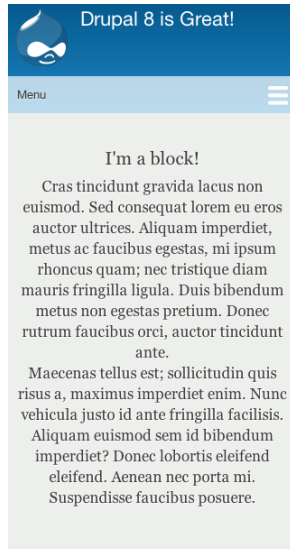 Drupal 8 is Great!
Menu
I'm a block!
Cras tincidunt gravida lacus non
euismod. Sed consequat lorem eu eros
auctor ultrices. Aliquam imperdiet,
metus ac faucibus egestas, mi ipsum
rhoncus quam; nec tristique diam
mauris fringilla ligula. Duis bibendum
metus non egestas pretium. Donec
rutrum faucibus orci, auctor tincidunt
ante.
Maecenas tellus est; sollicitudin quis
risus a, maximus imperdiet enim. Nunc
vehicula justo id ante fringilla facilisis.
Aliquam euismod sem id bibendum
imperdiet? Donec lobortis eleifend
eleifend. Aenean nec porta mi.
Suspendisse faucibus posuere.